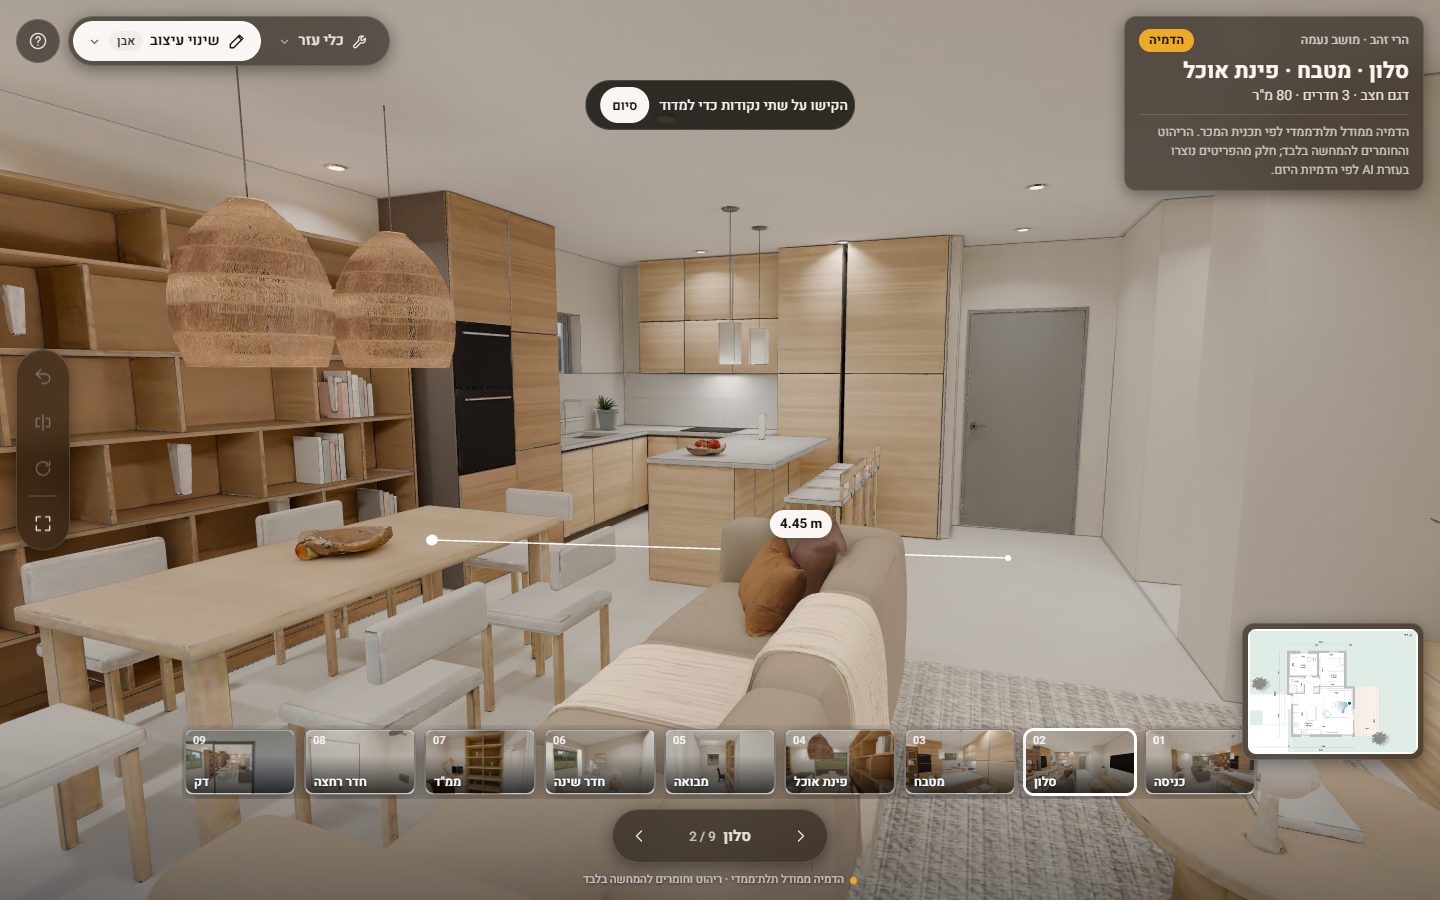 הרי זהב · מושב נעמה
הדמיה
סלון · מטבח · פינת אוכל
דגם חצב · 3 חדרים · 80 מ"ר
הדמיה ממודל תלת־ממדי לפי תכנית המכר. הריהוט
והחומרים להמחשה בלבד; חלק מהפריטים נוצרו
בעזרת AI לפי הדמיות היזם.
כלי עזר
שינוי עיצוב
אבן
הקישו על שתי נקודות כדי למדוד
סיום
4.45 m
01
כניסה
02
סלון
03
מטבח
04
פינת אוכל
05
מבואה
06
חדר שינה
07
ממ"ד
08
חדר רחצה
09
דק
סלון 2 / 9
הדמיה ממודל תלת־ממדי · ריהוט וחומרים להמחשה בלבד